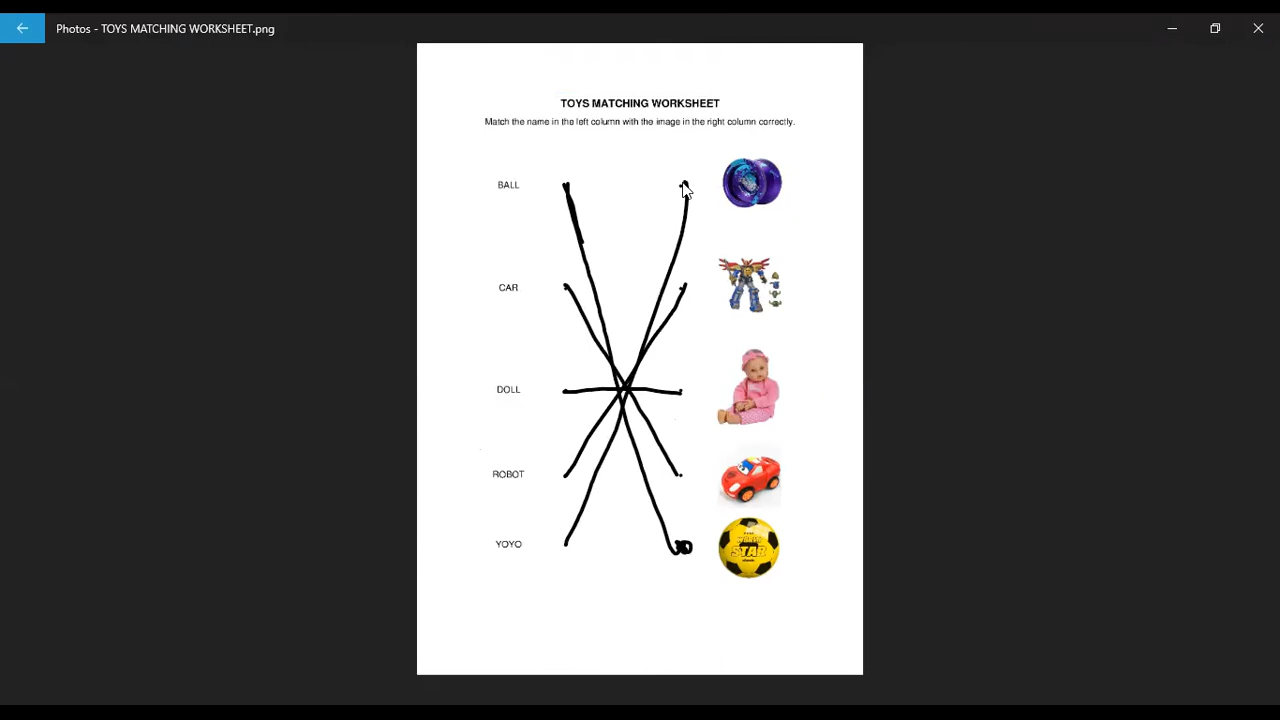 Photos - TOYS MATCHING WORKSHEET.png
TOYS MATCHING WORKSHEET
Match the name in the left column with the image in the right column correctly.
BALL
CAR
DOLL
ROBOT
YOYO
STAR